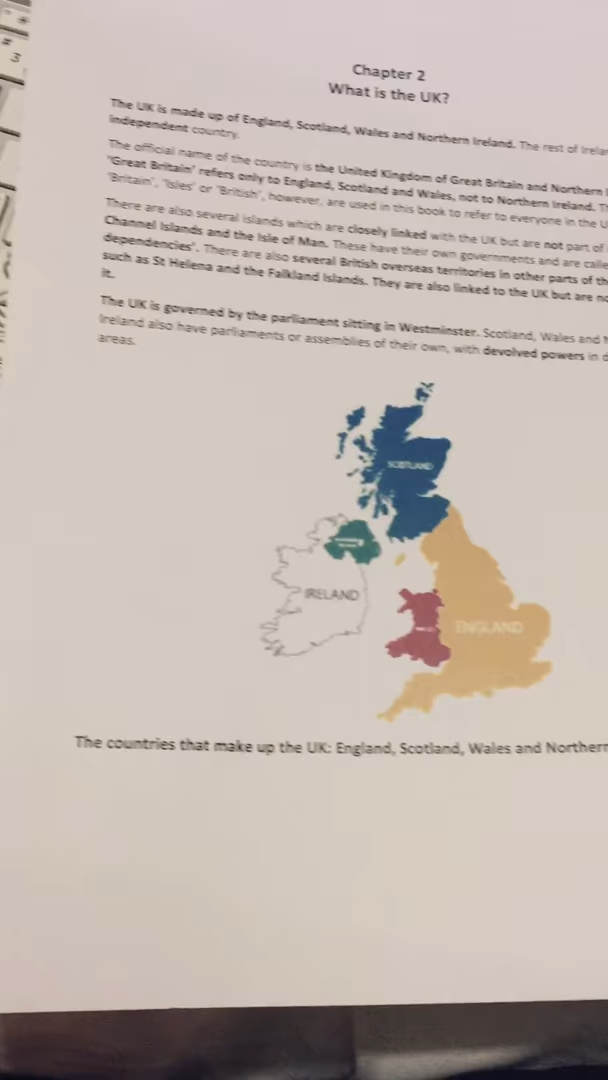 Chapter 2
What is the UK?
The UK is made up of England, Scotland, Wales and Northern Ireland. The rest of
independent country.
The official name of the country is the United Kingdom of Great Britain and Northern
'Great Britain' refers only to England, Scotland and Wales, not to Northern Ireland.
'Britain', 'Isles' or 'British', however, are used in this book to refer to everyone in the
There are also several islands which are closely linked with the UK but are not part of
Channel Islands and the Isle of Man. These have their own governments and are
dependencies'. There are also several British overseas territories in other parts of
such as St Helena and the Falkland Islands. They are also linked to the UK but are
it.
The UK is governed by the parliament sitting in Westminster. Scotland, Wales and
Ireland also have parliaments or assemblies of their own, with devolved powers in
areas.
SCOTLAND
IRELAND
ENGLAND
The countries that make up the UK: England, Scotland, Wales and Northern
# 3